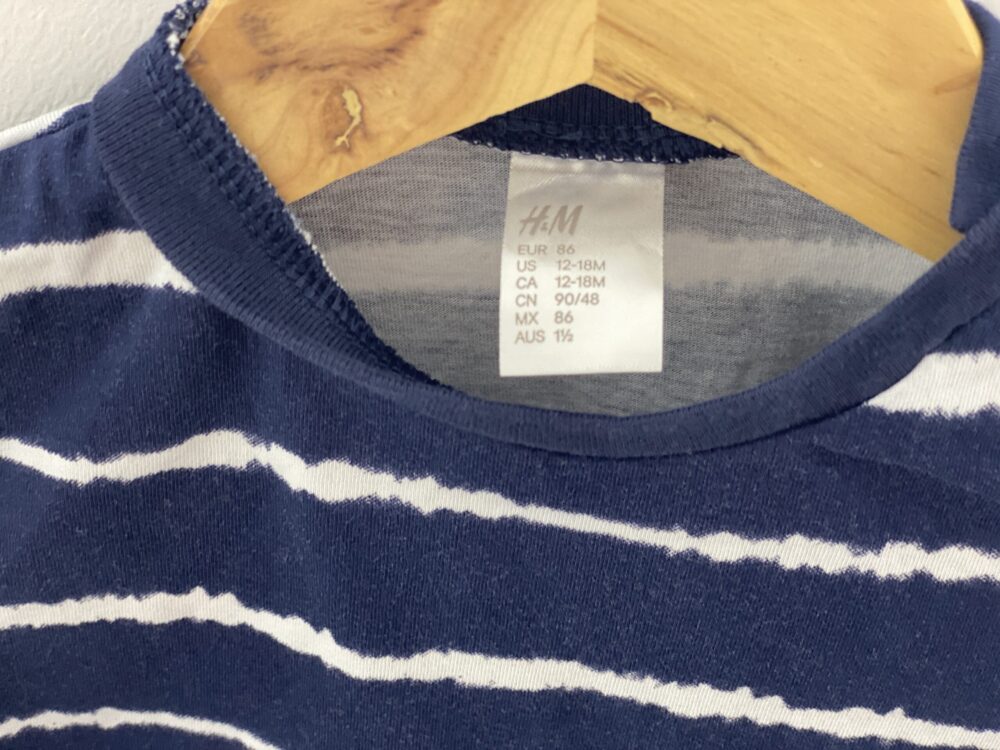 H&M
EUR 86
US 12-18M
CA 12-18M
CN 90/48
MX 86
AUS 1½